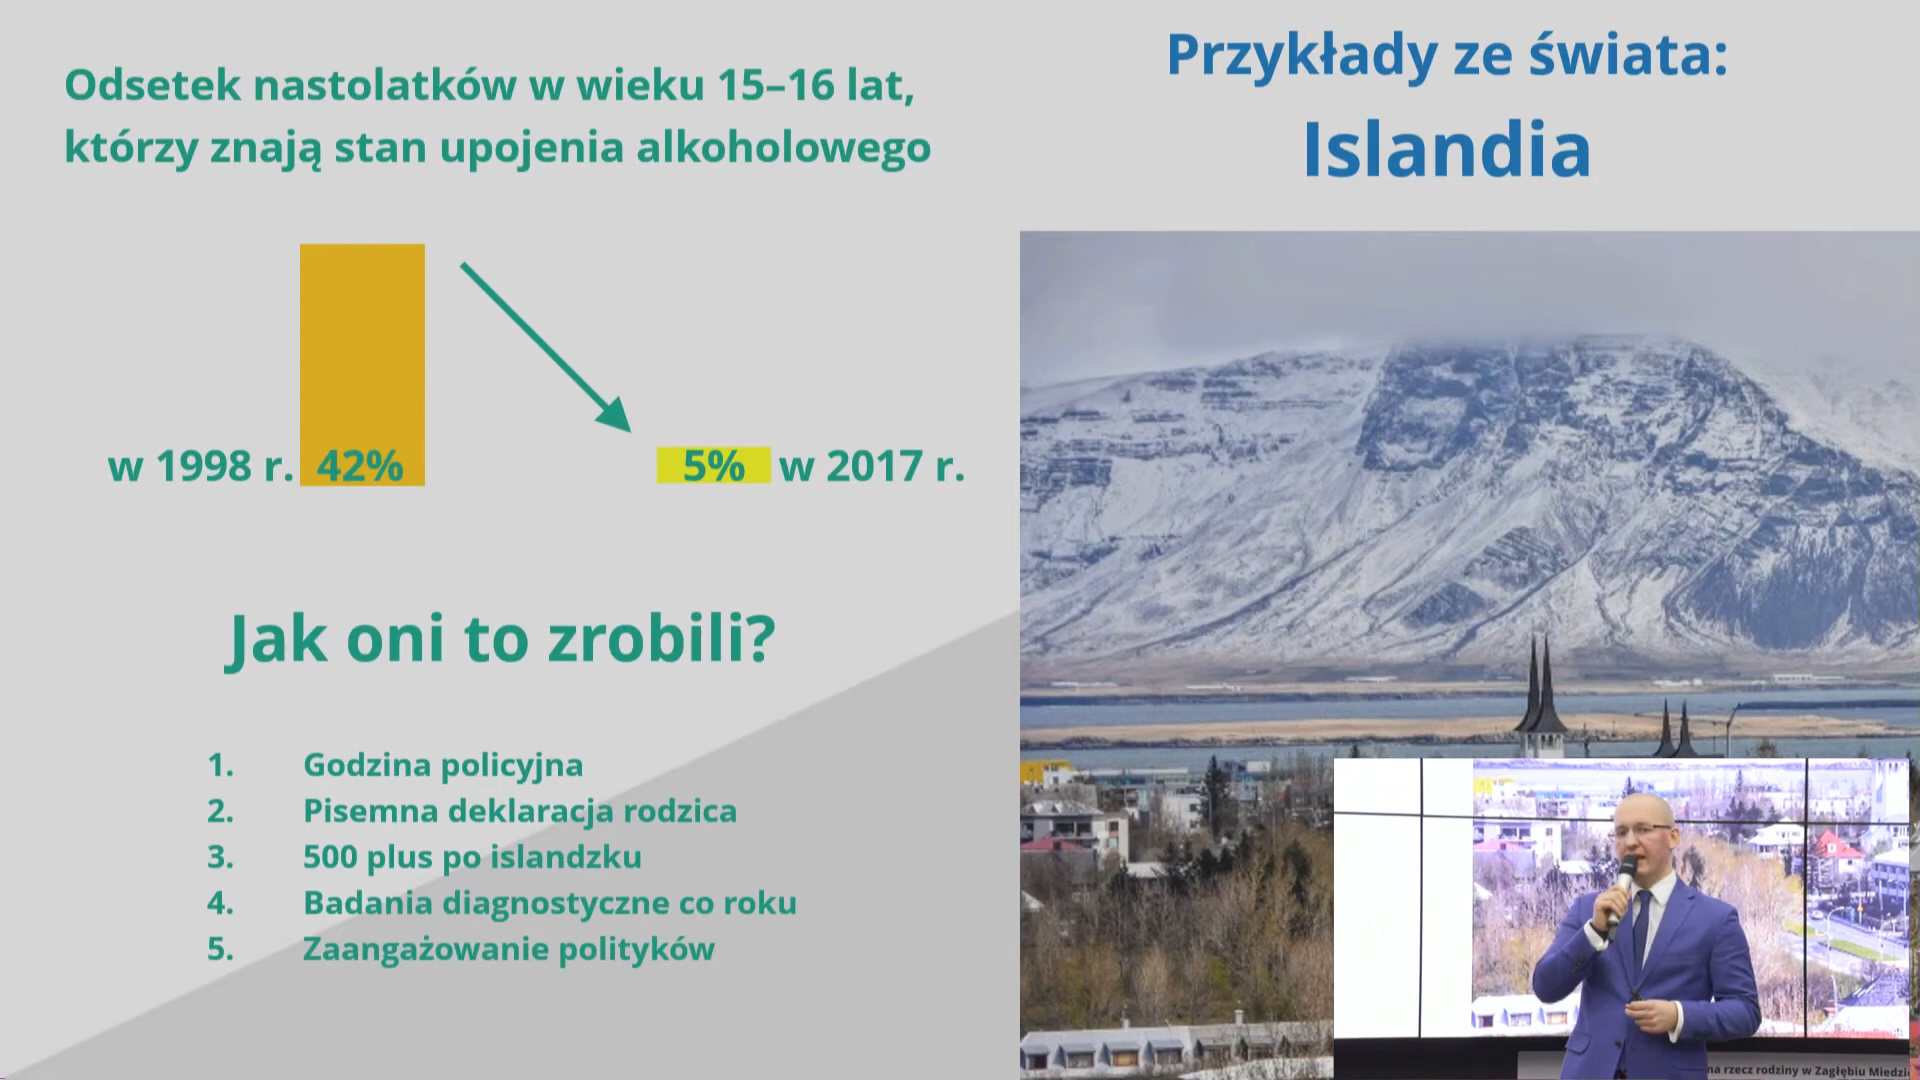 Odsetek nastolatków w wieku 15–16 lat,
którzy znają stan upojenia alkoholowego
w 1998 r. 42%
5% w 2017 r.
Jak oni to zrobili?
1. Godzina policyjna
2. Pisemna deklaracja rodzica
3. 500 plus po islandzku
4. Badania diagnostyczne co roku
5. Zaangażowanie polityków
Przykłady ze świata:
Islandia
na rzecz rodziny w Zagłębiu